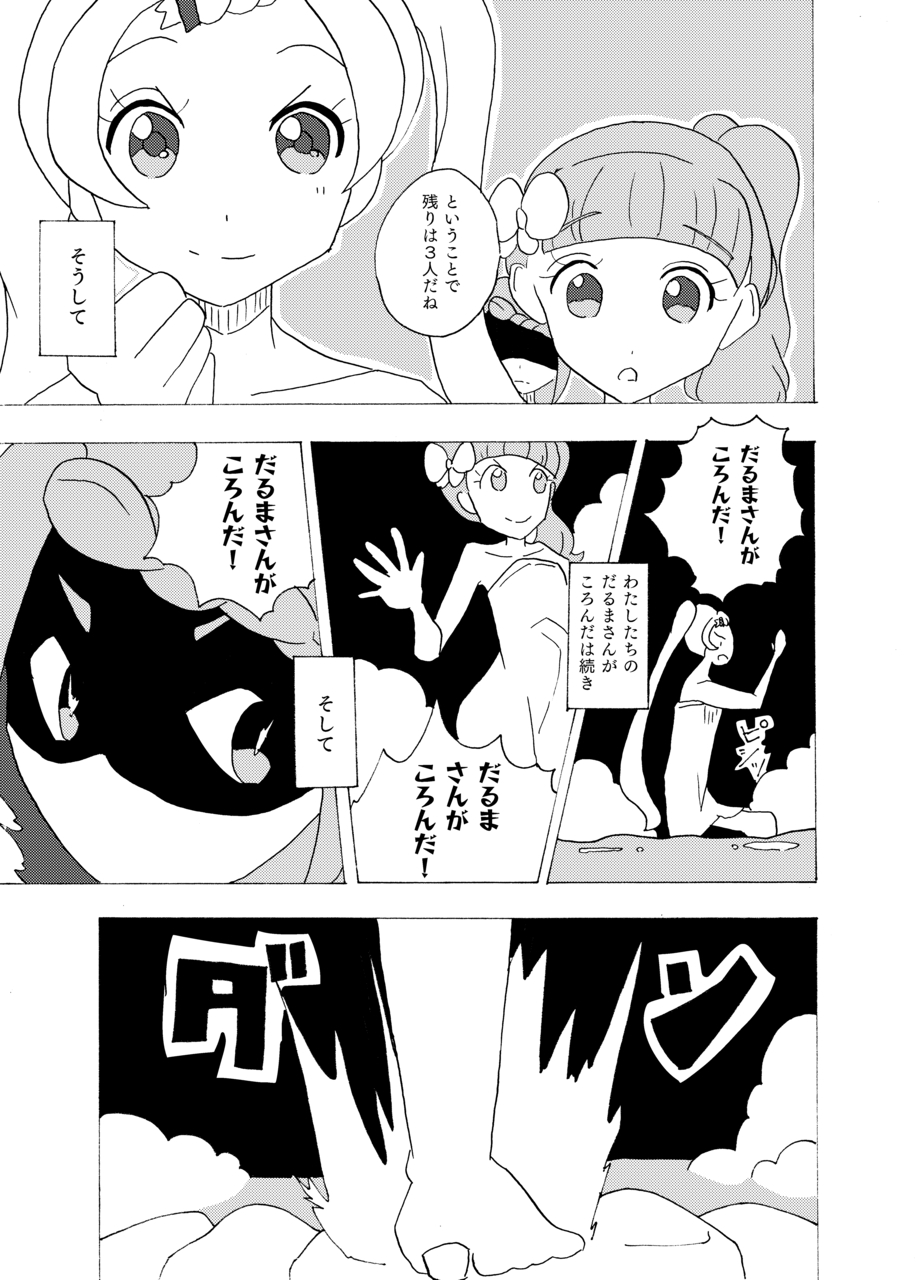 ということで
残りは３人だね
そうして
だるまさんが
ころんだ！
わたしたちの
だるまさんが
ころんだは続き
ピシッ
だるま
さんが
ころんだ！
そして
だるまさんが
ころんだ！
ダンッ